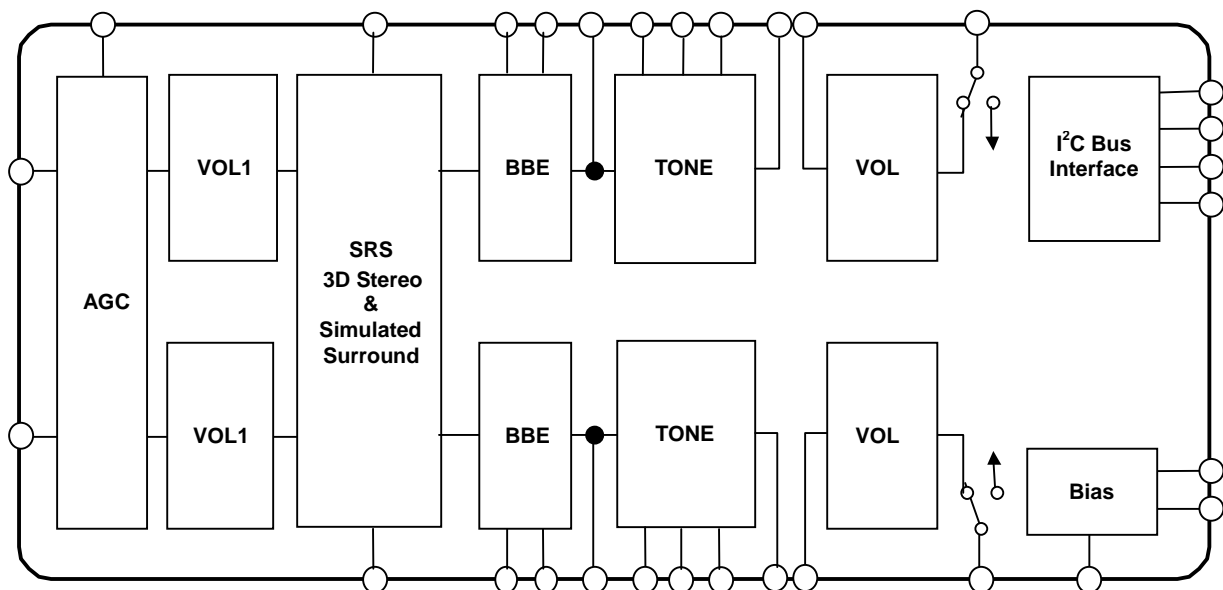 AGC
VOL1
VOL1
SRS
3D Stereo
&
Simulated
Surround
BBE
BBE
TONE
TONE
VOL
VOL
I²C Bus
Interface
Bias